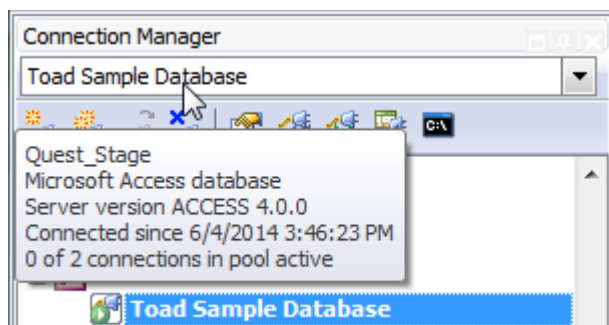 Connection Manager
Toad Sample Database
C:\
Quest_Stage
Microsoft Access database
Server version ACCESS 4.0.0
Connected since 6/4/2014 3:46:23 PM
0 of 2 connections in pool active
Toad Sample Database